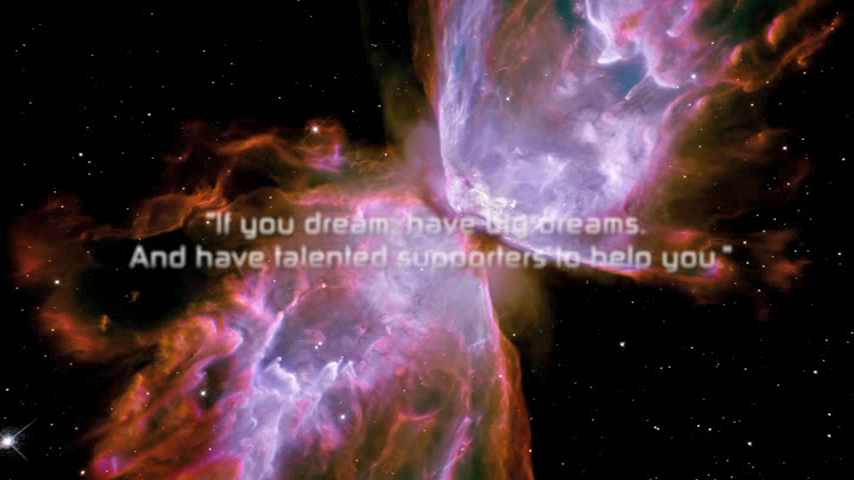 "If you dream, have big dreams.
And have talented supporters to help you."